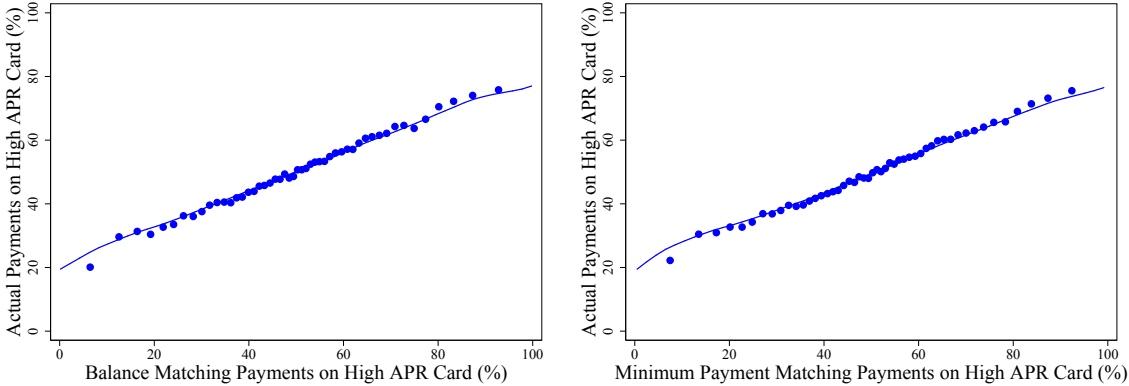 Actual Payments on High APR Card (%)
100
80
60
40
20
0
0 20 40 60 80 100
Balance Matching Payments on High APR Card (%)
Actual Payments on High APR Card (%)
100
80
60
40
20
0
0 20 40 60 80 100
Minimum Payment Matching Payments on High APR Card (%)